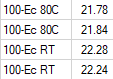 100-Ec 80C 21.78
100-Ec 80C 21.84
100-Ec RT 22.28
100-Ec RT 22.24